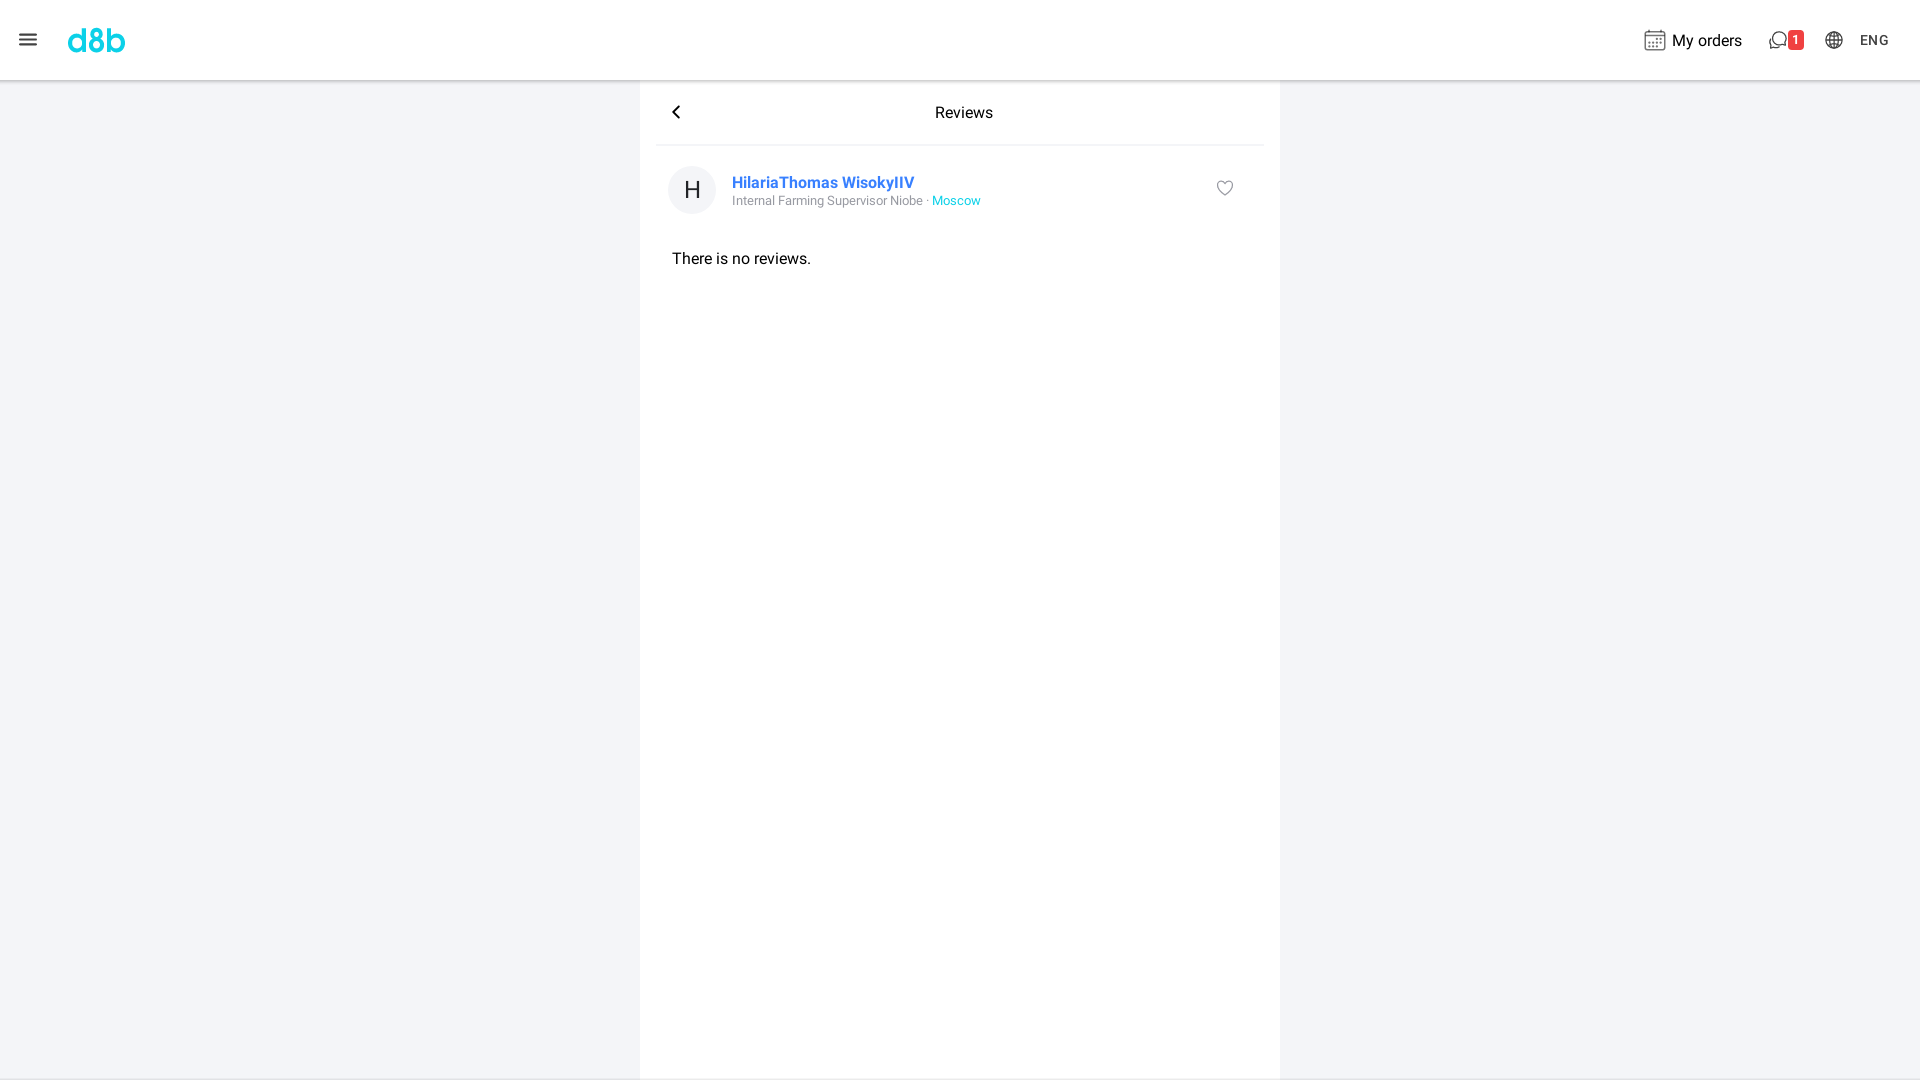 d8b
My orders
1
ENG
Reviews
H
HilariaThomas WisokyIIV
Internal Farming Supervisor Niobe · Moscow
There is no reviews.